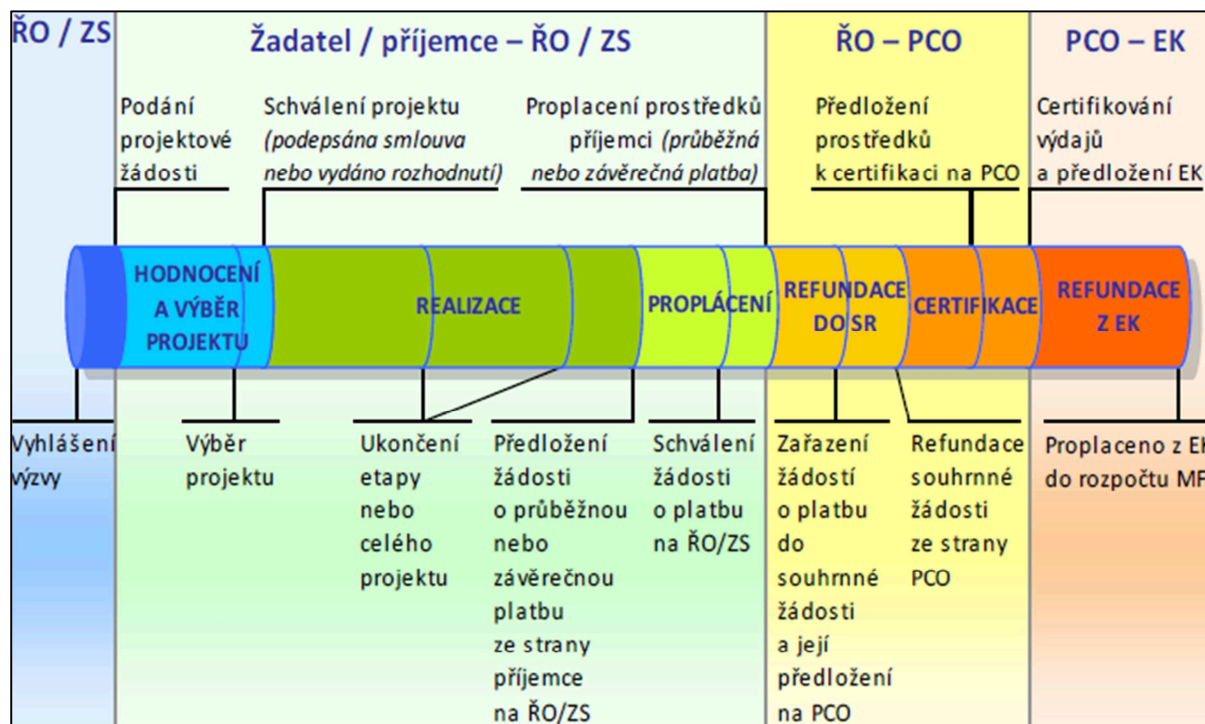 ŘO / ZS
Žadatel / příjemce – ŘO / ZS
ŘO – PCO
PCO – EK
Podání
projektové
žádosti
Schválení projektu
(podepsána smlouva
nebo vydáno rozhodnutí)
Proplacení prostředků
příjemci (průběžná
nebo závěrečná platba)
Předložení
prostředků
k certifikaci na PCO
Certifikování
výdajů
a předložení EK
HODNOCENÍ
A VÝBĚR
PROJEKTU
REALIZACE
PROPLÁCENÍ
REFUNDACE
DO SR
CERTIFIKACE
REFUNDACE
Z EK
Vyhlášení
výzvy
Výběr
projektu
Ukončení
etapy
nebo
celého
projektu
Předložení
žádosti
o průběžnou
nebo
závěrečnou
platbu
ze strany
příjemce
na ŘO/ZS
Schválení
žádosti
o platbu
na ŘO/ZS
Zařazení
žádostí
o platbu
do
souhrnné
žádosti
a její
předložení
na PCO
Refundace
souhrnné
žádosti
ze strany
PCO
Proplaceno z EK
do rozpočtu MF